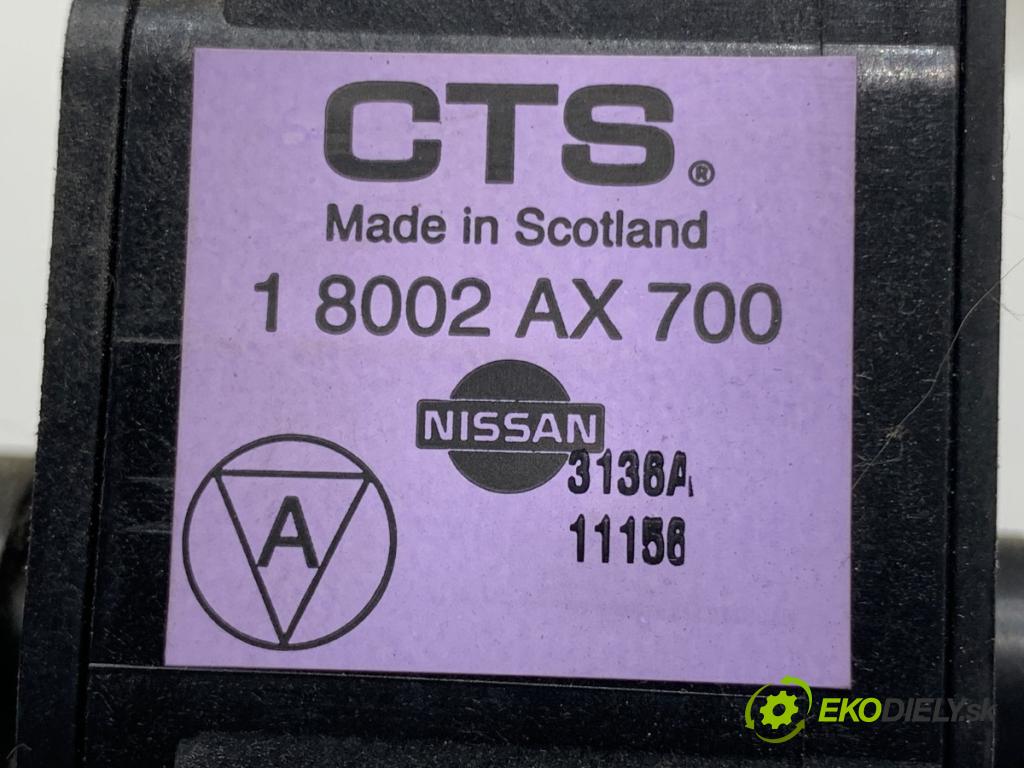 CTS®
Made in Scotland
1 8002 AX 700
NISSAN
3136A
11156
A
EKODIELY.sk